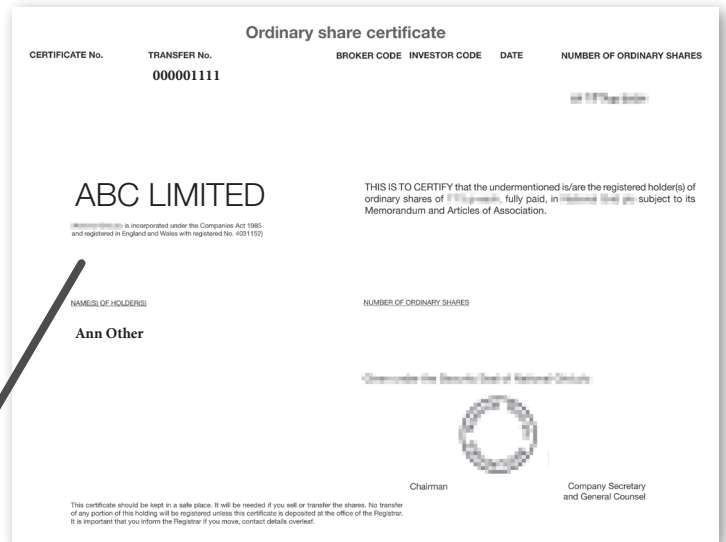 Ordinary share certificate
CERTIFICATE No. TRANSFER No. BROKER CODE INVESTOR CODE DATE NUMBER OF ORDINARY SHARES
000001111
ABC LIMITED
is incorporated under the Companies Act 1985
and registered in England and Wales with registered No. 4031152)
THIS IS TO CERTIFY that the undermentioned is/are the registered holder(s) of
ordinary shares of fully paid, in subject to its
Memorandum and Articles of Association.
NAME(S) OF HOLDER(S) NUMBER OF ORDINARY SHARES
Ann Other
Chairman Company Secretary
and General Counsel
This certificate should be kept in a safe place. It will be needed if you sell or transfer the shares. No transfer
of any portion of this holding will be registered unless this certificate is deposited at the office of the Registrar.
It is important that you inform the Registrar if you move, contact details overleaf.